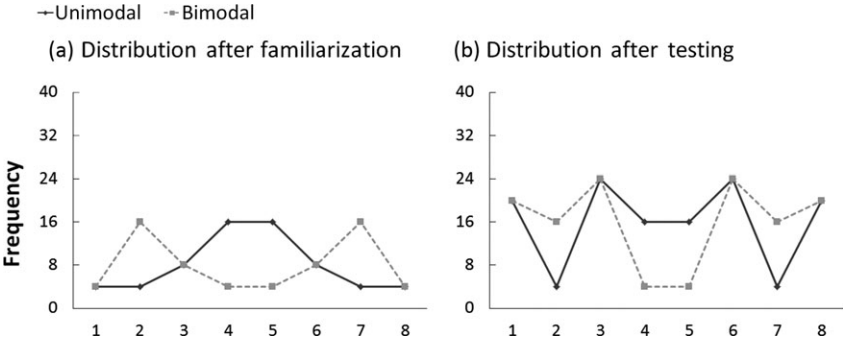 Unimodal Bimodal
(a) Distribution after familiarization
(b) Distribution after testing
Frequency
40
32
24
16
8
0
1 2 3 4 5 6 7 8
40
32
24
16
8
0
1 2 3 4 5 6 7 8